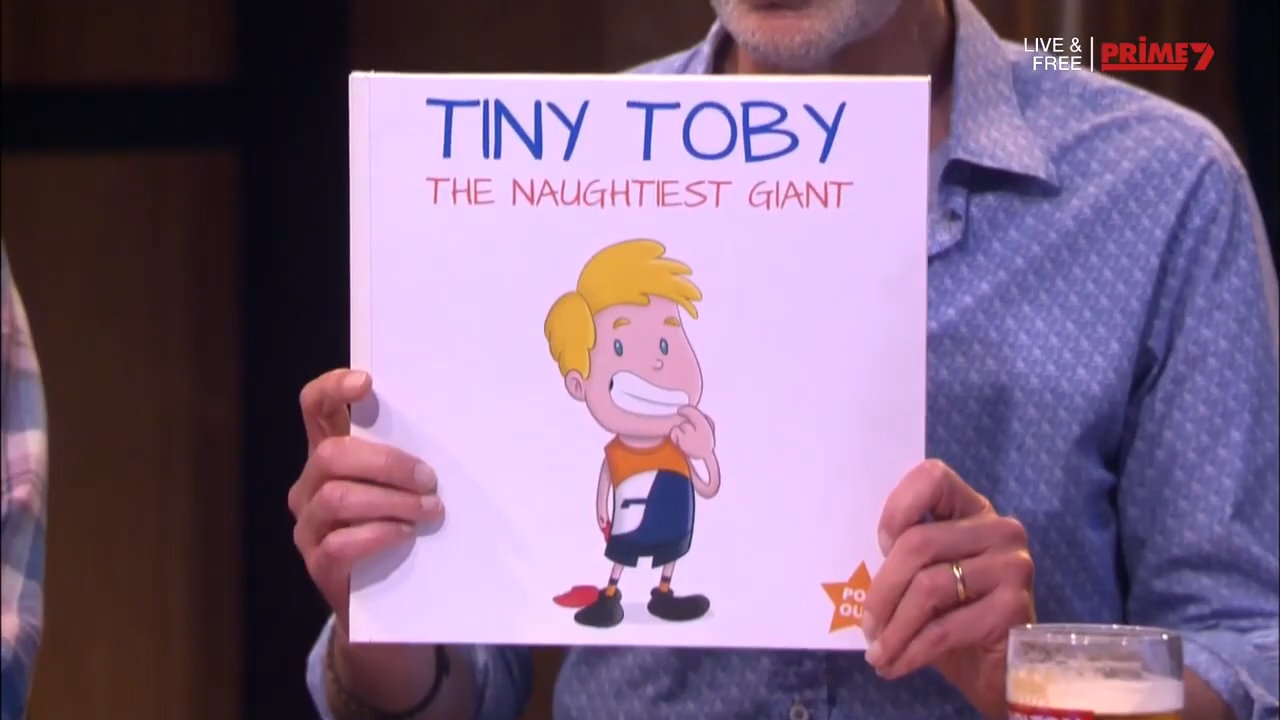 LIVE &
FREE
PRIME7
TINY TOBY
THE NAUGHTIEST GIANT